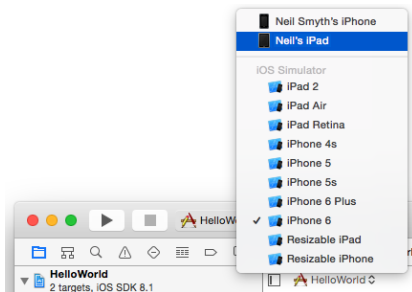 Neil Smyth's iPhone
Neil's iPad
iOS Simulator
iPad 2
iPad Air
iPad Retina
iPhone 4s
iPhone 5
iPhone 5s
iPhone 6 Plus
iPhone 6
Resizable iPad
Resizable iPhone
HelloWorld
2 targets, iOS SDK 8.1
HelloWorld